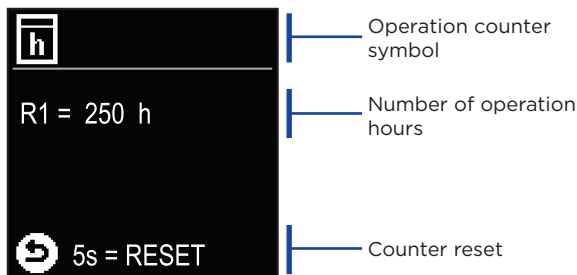 h
Operation counter
symbol
R1 = 250 h
Number of operation
hours
5s = RESET
Counter reset